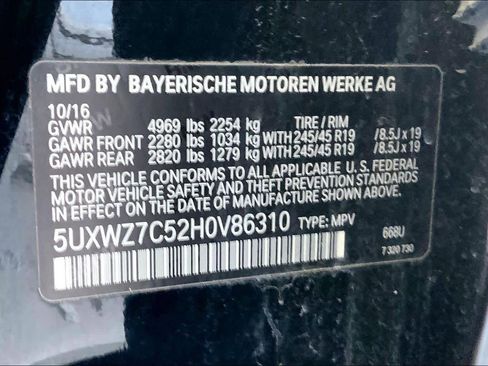 MFD BY BAYERISCHE MOTOREN WERKE AG
10/16
GVWR 4969 lbs 2254 kg TIRE / RIM
GAWR FRONT 2280 lbs 1034 kg WITH 245/45 R19 /8.5J x 19
GAWR REAR 2820 lbs 1279 kg WITH 245/45 R19 /8.5J x 19
THIS VEHICLE CONFORMS TO ALL APPLICABLE U. S. FEDERAL
MOTOR VEHICLE SAFETY AND THEFT PREVENTION STANDARDS
IN EFFECT ON THE DATE OF MANUFACTURE SHOWN ABOVE.
5UXWZ7C52H0V86310 TYPE: MPV
668U
7 320 730